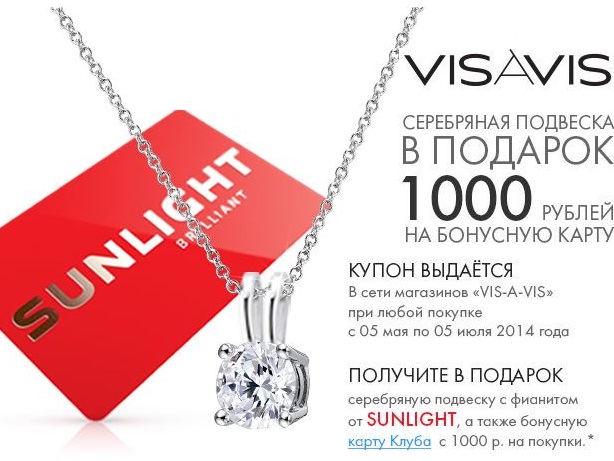 SUNLIGHT
BRILLIANT
VISAVIS
СЕРЕБРЯНАЯ ПОДВЕСКА
В ПОДАРОК
1000 РУБЛЕЙ
НА БОНУСНУЮ КАРТУ
КУПОН ВЫДАЁТСЯ
В сети магазинов «VIS-A-VIS»
при любой покупке
с 05 мая по 05 июля 2014 года
ПОЛУЧИТЕ В ПОДАРОК
серебряную подвеску с фианитом
от SUNLIGHT, а также бонусную
карту Клуба с 1000 р. на покупки.*